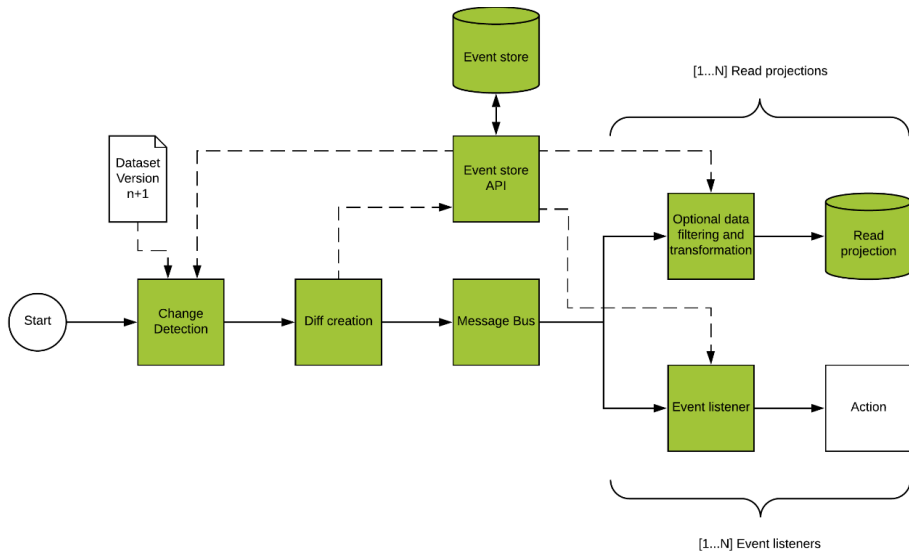 Event store
[1...N] Read projections
Dataset
Version
n+1
Event store
API
Optional data
filtering and
transformation
Read
projection
Start
Change
Detection
Diff creation
Message Bus
Event listener
Action
[1...N] Event listeners